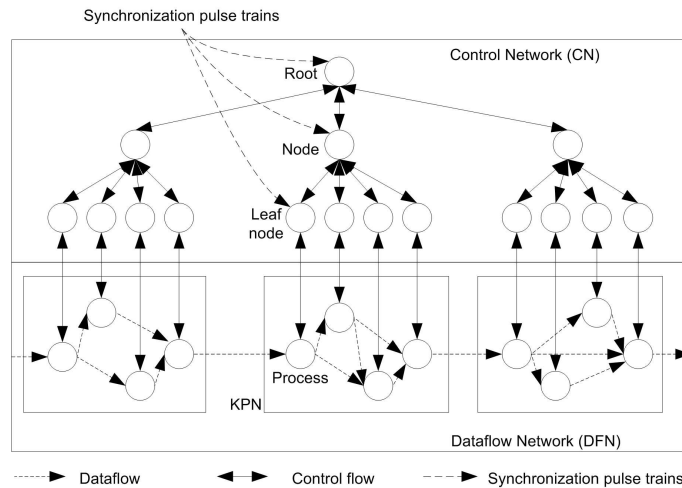 Synchronization pulse trains
Control Network (CN)
Root
Node
Leaf
node
Process
KPN
Dataflow Network (DFN)
Dataflow
Control flow
Synchronization pulse trains